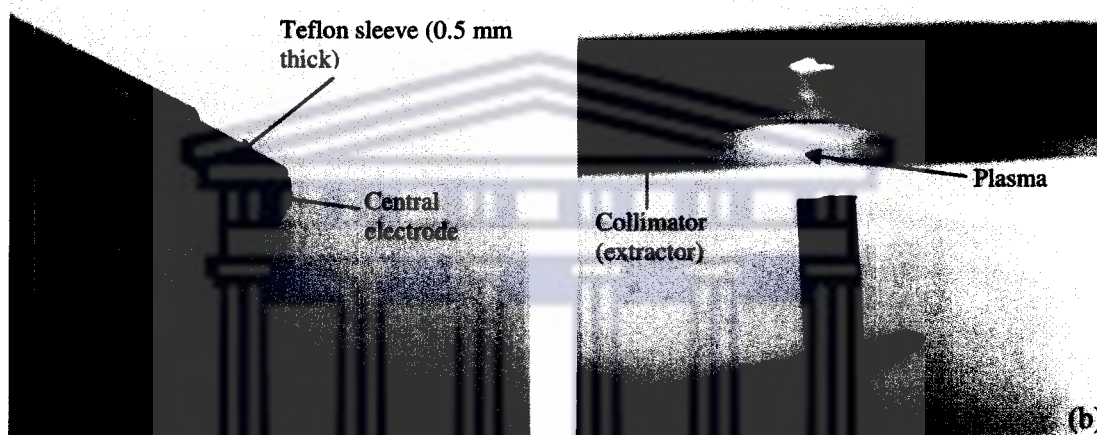 Teflon sleeve (0.5 mm
thick)
Central
electrode
Collimator
(extractor)
Plasma
(b)